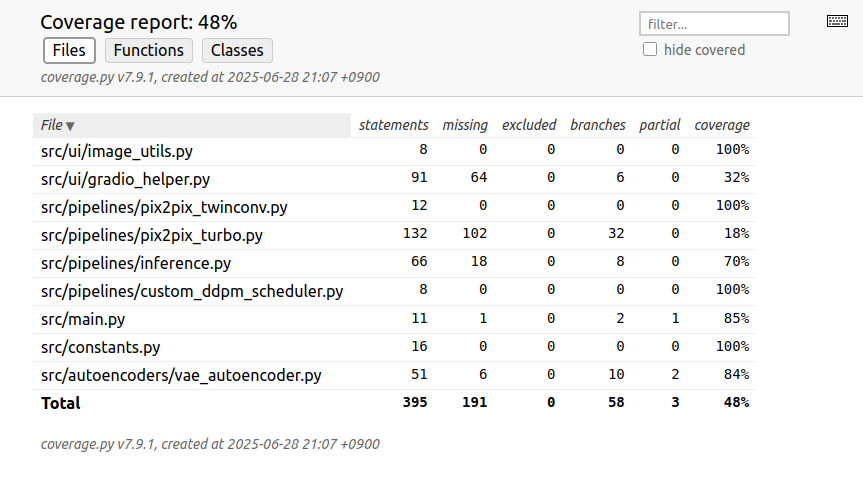 Coverage report: 48%
filter...
Files Functions Classes
hide covered
coverage.py v7.9.1, created at 2025-06-28 21:07 +0900
File ▼ statements missing excluded branches partial coverage
src/ui/image_utils.py 8 0 0 0 0 100%
src/ui/gradio_helper.py 91 64 0 6 0 32%
src/pipelines/pix2pix_twinconv.py 12 0 0 0 0 100%
src/pipelines/pix2pix_turbo.py 132 102 0 32 0 18%
src/pipelines/inference.py 66 18 0 8 0 70%
src/pipelines/custom_ddpm_scheduler.py 8 0 0 0 0 100%
src/main.py 11 1 0 2 1 85%
src/constants.py 16 0 0 0 0 100%
src/autoencoders/vae_autoencoder.py 51 6 0 10 2 84%
Total 395 191 0 58 3 48%
coverage.py v7.9.1, created at 2025-06-28 21:07 +0900